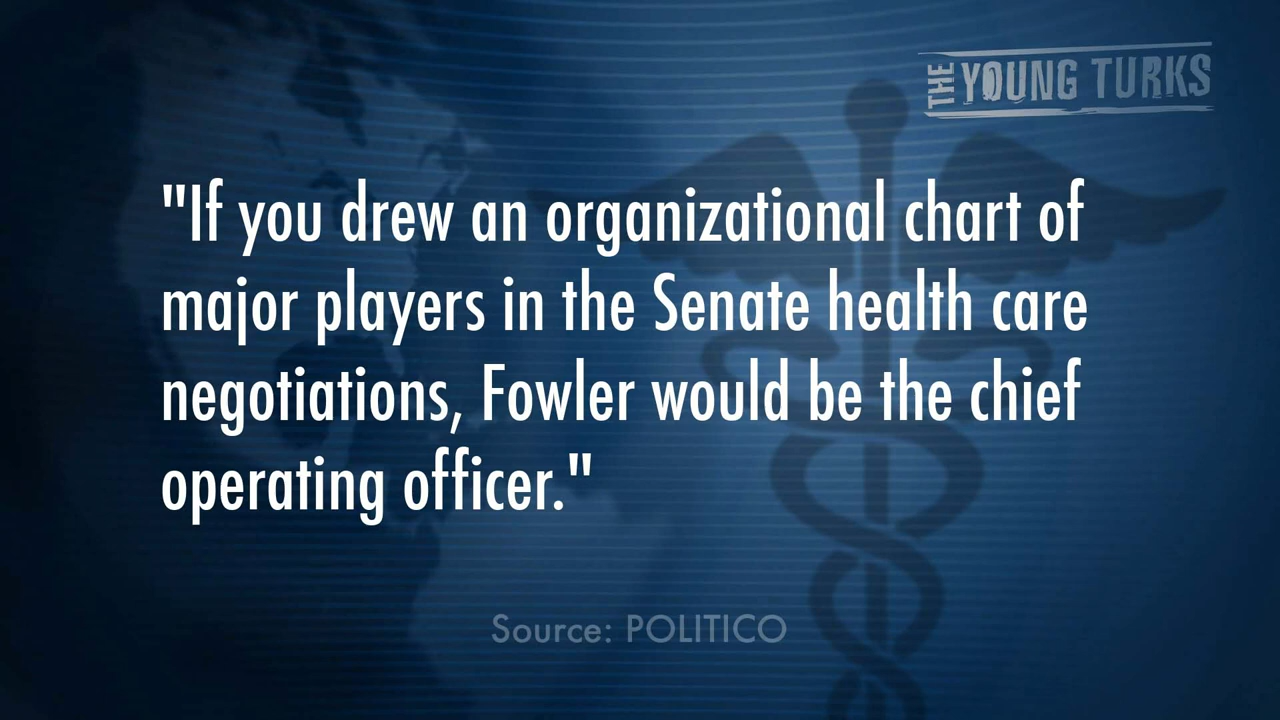 THE YOUNG TURKS
"If you drew an organizational chart of
major players in the Senate health care
negotiations, Fowler would be the chief
operating officer."
Source: POLITICO